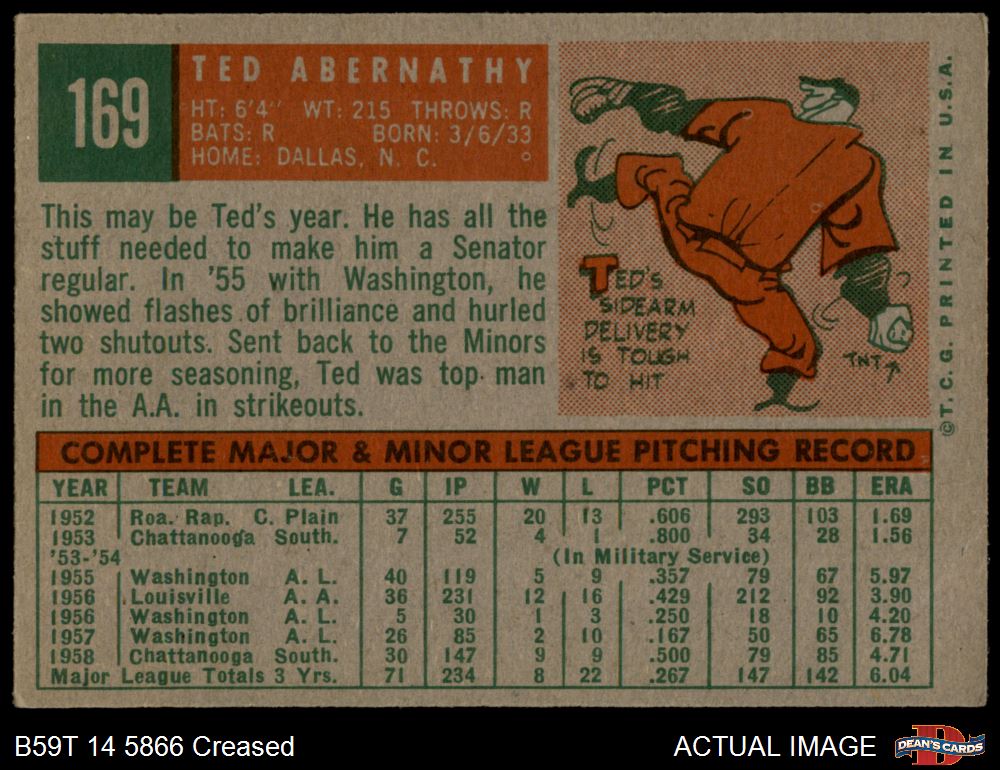 169
TED ABERNATHY
HT: 6'4" WT: 215 THROWS: R
BATS: R BORN: 3/6/33
HOME: DALLAS, N. C.
This may be Ted's year. He has all the
stuff needed to make him a Senator
regular. In '55 with Washington, he
showed flashes of brilliance and hurled
two shutouts. Sent back to the Minors
for more seasoning, Ted was top man
in the A.A. in strikeouts.
TED'S
SIDEARM
DELIVERY
IS TOUGH
TO HIT
TNT
©T. C. G. PRINTED IN U.S.A.
COMPLETE MAJOR & MINOR LEAGUE PITCHING RECORD
YEAR TEAM LEA. G IP W L PCT SO BB ERA
1952 Roa. Rap. C. Plain 37 255 20 13 .606 293 103 1.69
1953 Chattanooga South. 7 52 4 1 .800 34 28 1.56
'53-'54 (In Military Service)
1955 Washington A. L. 40 119 5 9 .357 79 67 5.97
1956 Louisville A. A. 36 231 12 16 .429 212 92 3.90
1956 Washington A. L. 5 30 1 3 .250 18 10 4.20
1957 Washington A. L. 26 85 2 10 .167 50 65 6.78
1958 Chattanooga South. 30 147 9 9 .500 79 85 4.71
Major League Totals 3 Yrs. 71 234 8 22 .267 147 142 6.04
B59T 14 5866 Creased
ACTUAL IMAGE
DEAN'S CARDS